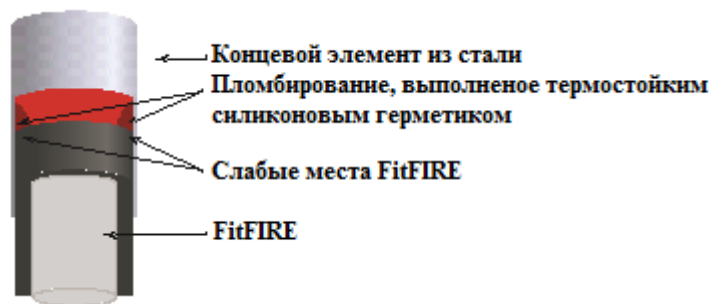 Концевой элемент из стали
Пломбирование, выполненое термостойким
силиконовым герметиком
Слабые места FitFIRE
FitFIRE